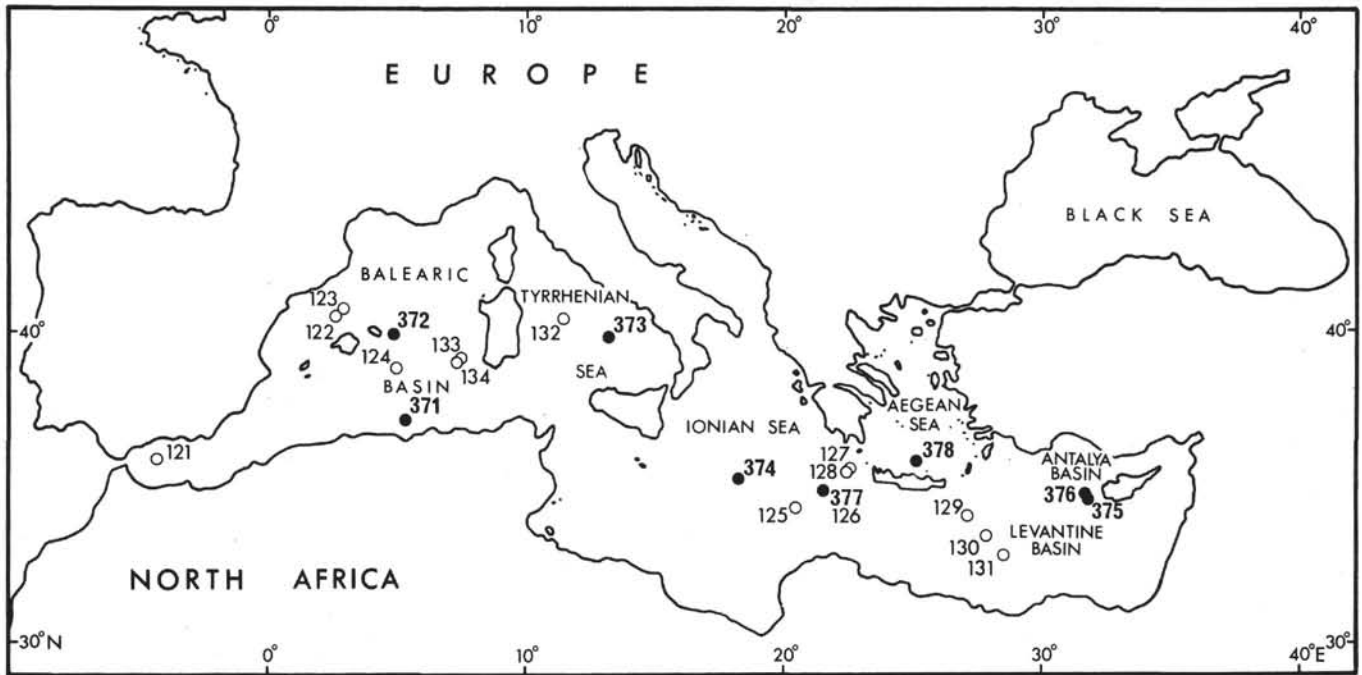 0° 10° 20° 30° 40°
EUROPE
BLACK SEA
BALEARIC
TYRRHENIAN
123
122
372
132
373
40° 40°
124
133
134
BASIN
SEA
371
AEGEAN
SEA
IONIAN SEA
121
127
128
378
ANTALYA
BASIN
374
377
126
376
375
125
129
130
131
LEVANTINE
BASIN
NORTH AFRICA
30°N 30°
0° 10° 20° 30° 40°E